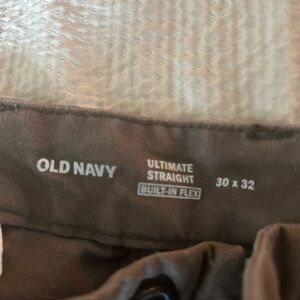 OLD NAVY
ULTIMATE
STRAIGHT
BUILT-IN FLEX
30 x 32